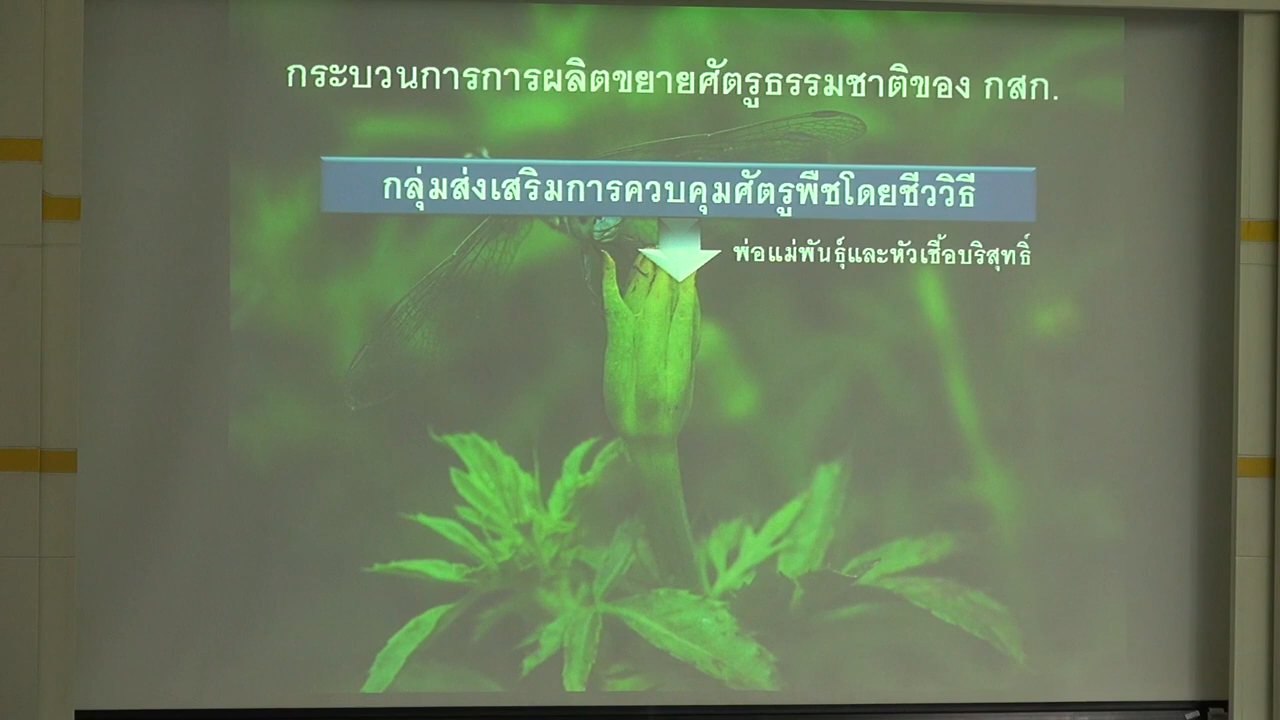 กระบวนการการผลิตขยายศัตรูธรรมชาติของ กสก.
กลุ่มส่งเสริมการควบคุมศัตรูพืชโดยชีววิธี
พ่อแม่พันธุ์และหัวเชื้อบริสุทธิ์